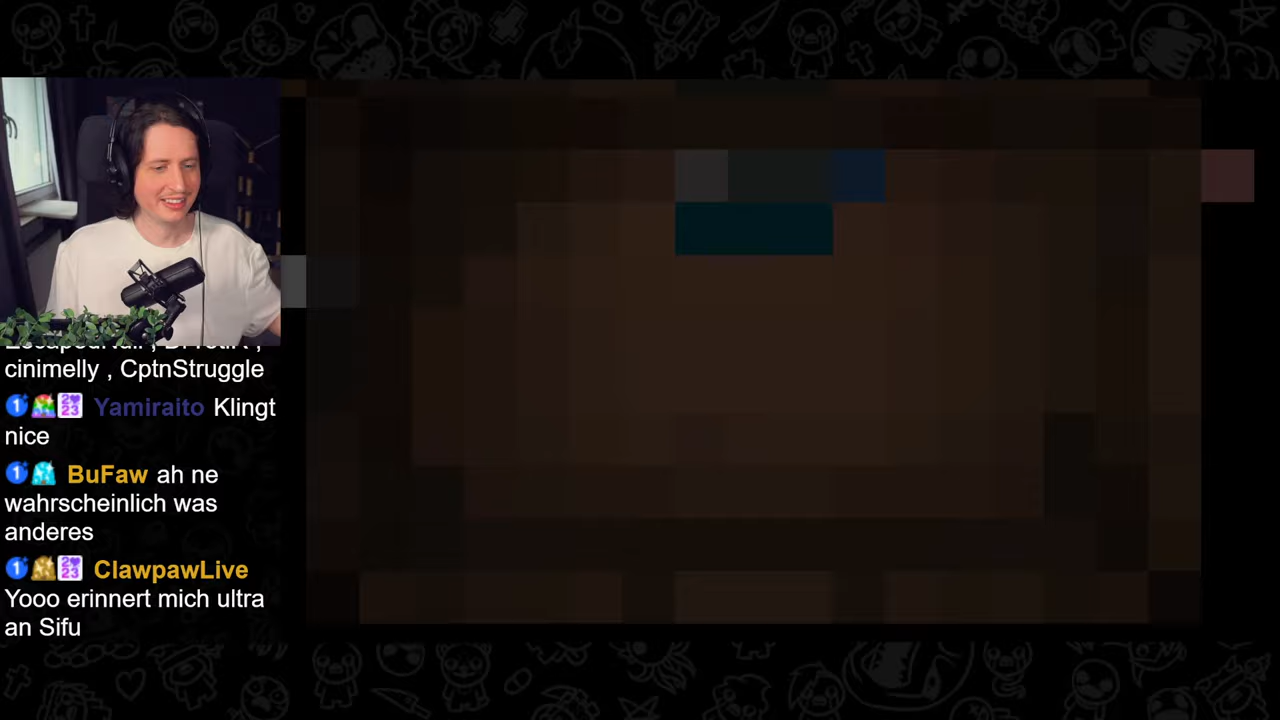 cinimelly , CptnStruggle
Yamiraito Klingt
nice
BuFaw ah ne
wahrscheinlich was
anderes
ClawpawLive
Yooo erinnert mich ultra
an Sifu